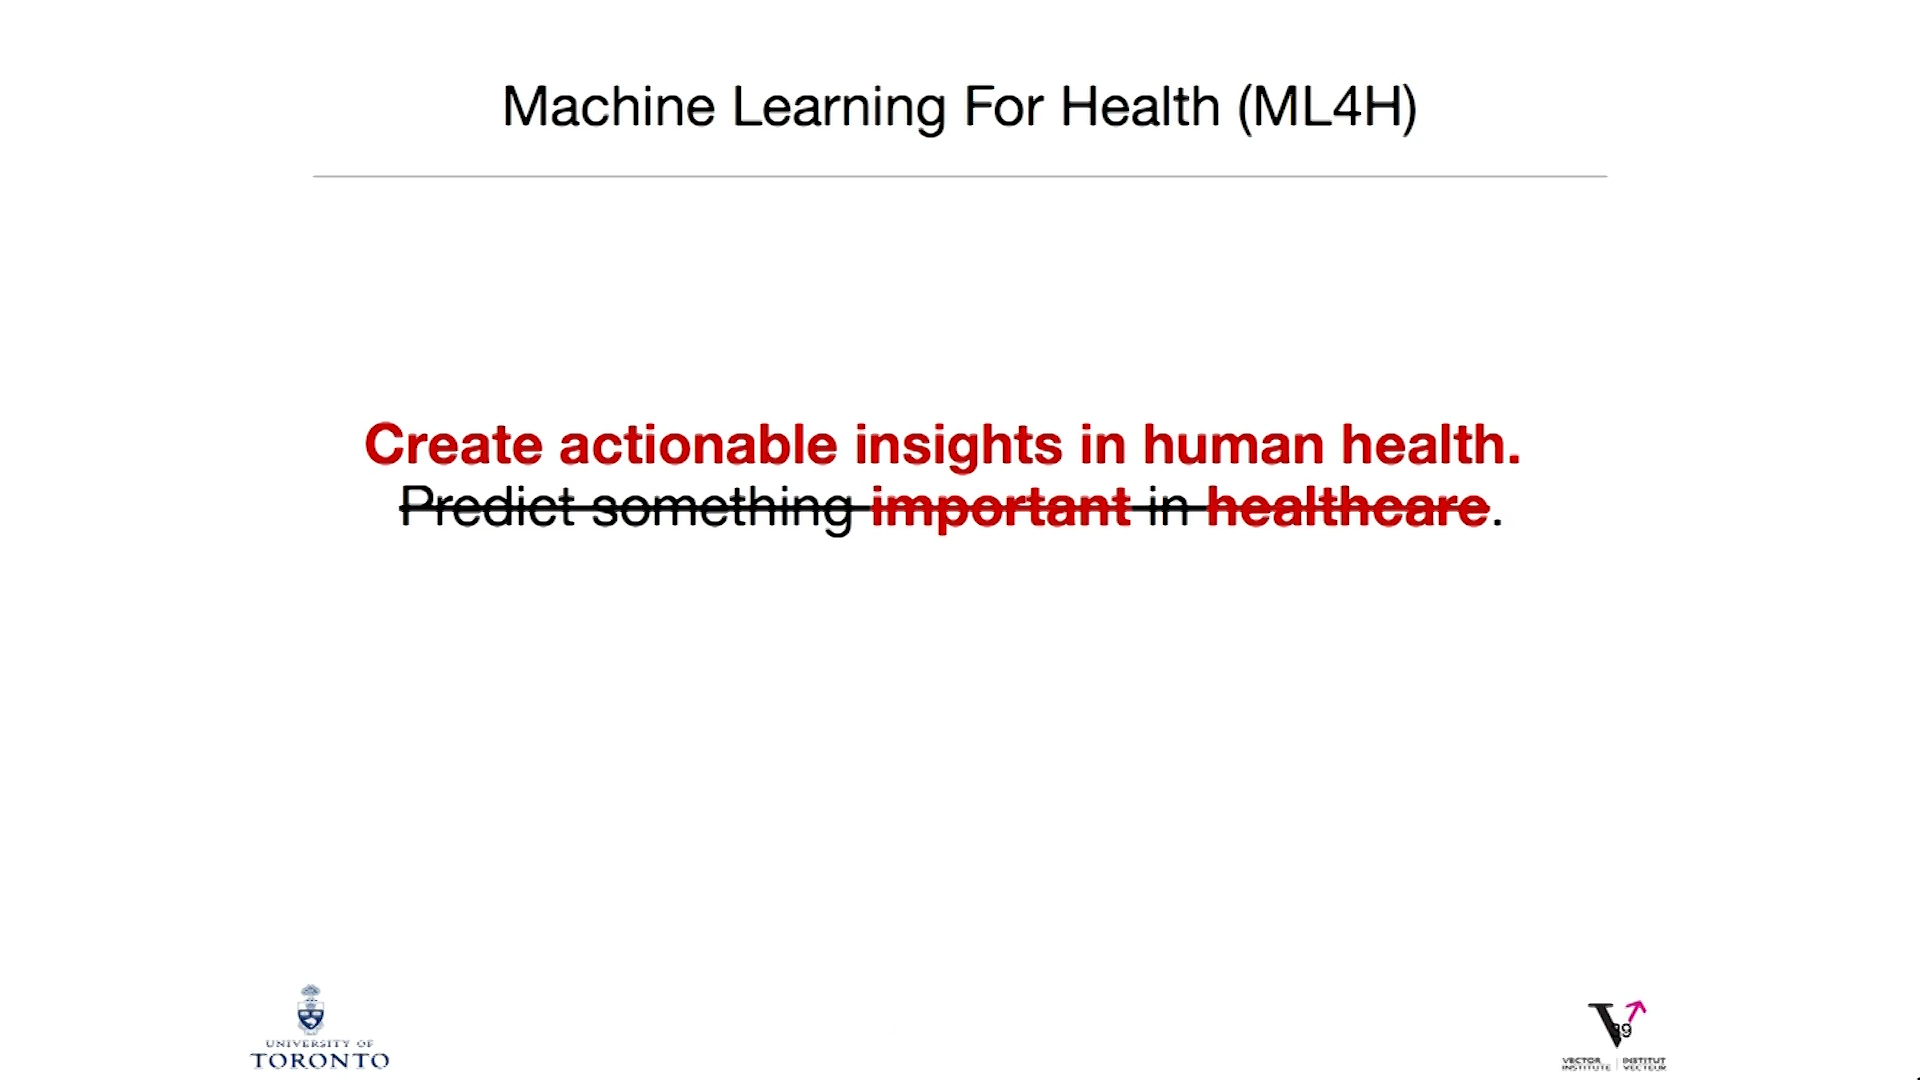 Machine Learning For Health (ML4H)
Create actionable insights in human health.
Predict something important in healthcare.
UNIVERSITY OF
TORONTO
39
VECTOR INSTITUT
INSTITUTE VECTEUR